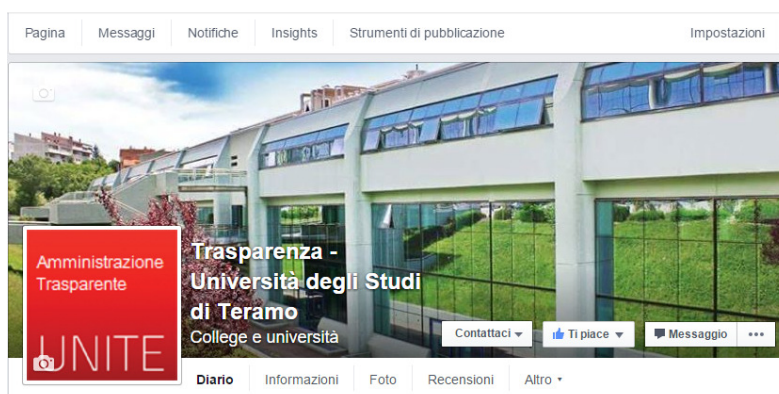 Pagina Messaggi Notifiche Insights Strumenti di pubblicazione Impostazioni
Amministrazione
Trasparente
UNITE
Trasparenza -
Università degli Studi
di Teramo
College e università
Contattaci Ti piace Messaggio •••
Diario Informazioni Foto Recensioni Altro